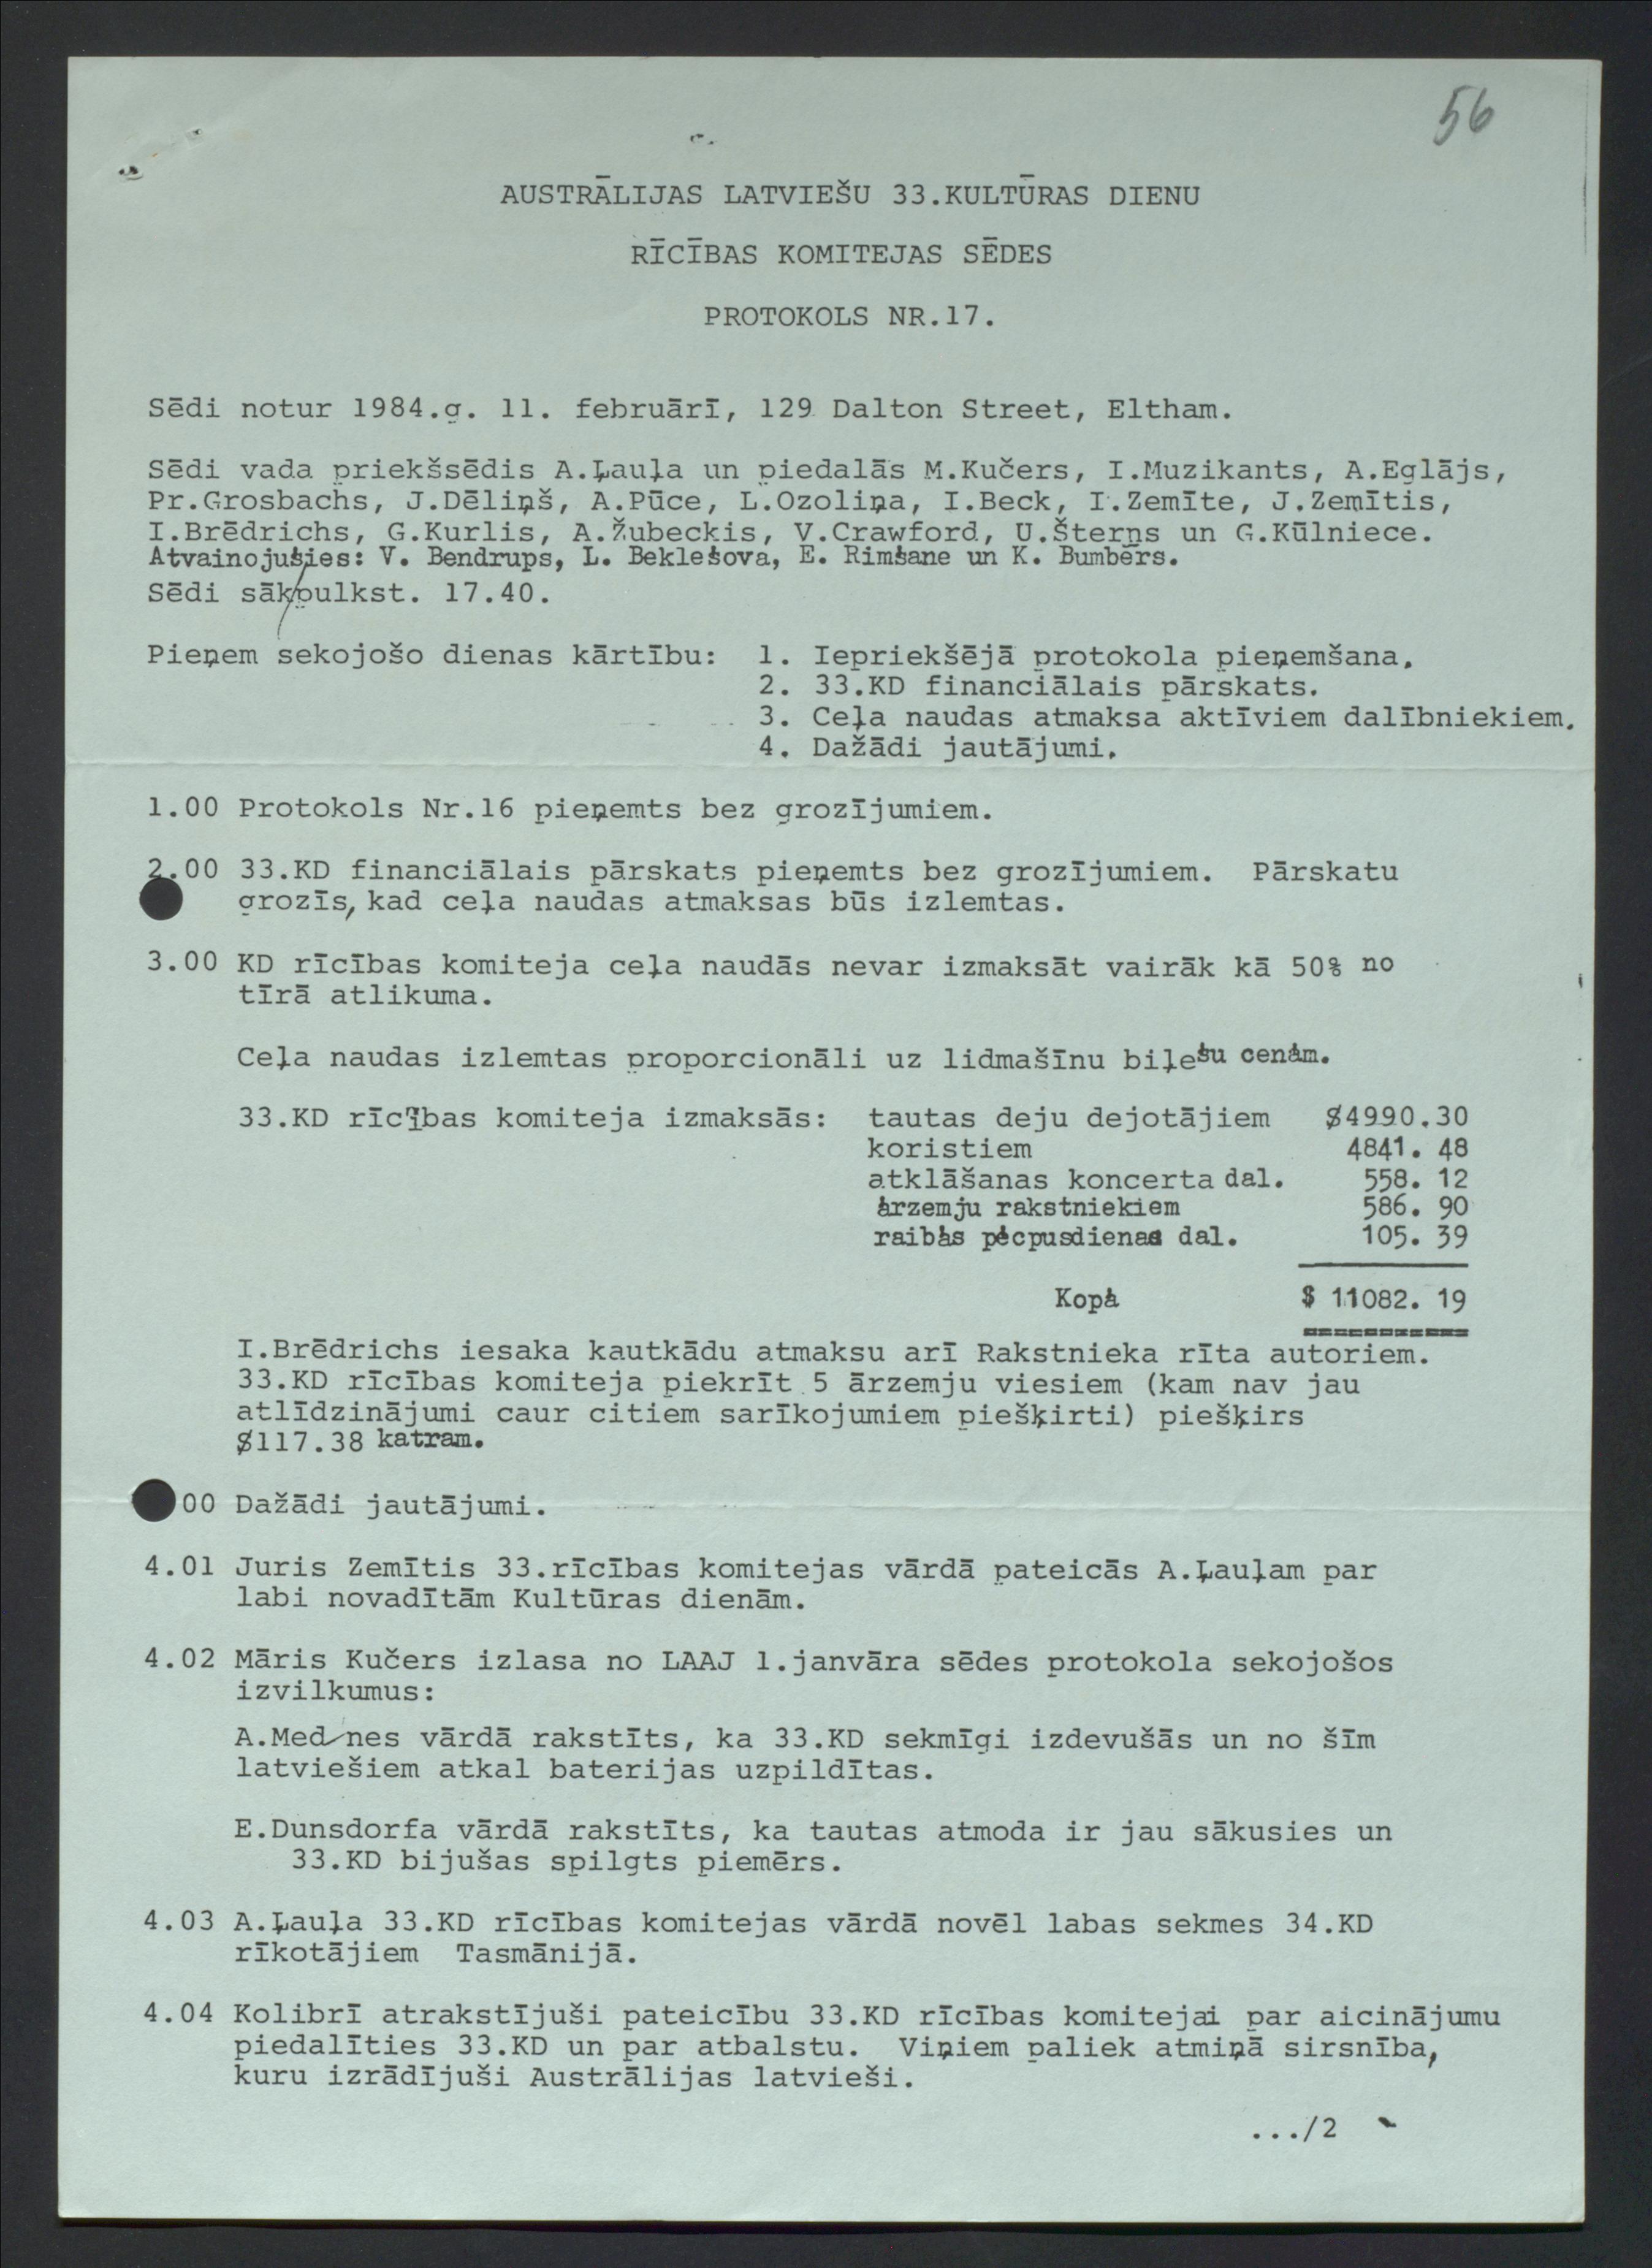 56
AUSTRĀLIJAS LATVIEŠU 33.KULTŪRAS DIENU
RĪCĪBAS KOMITEJAS SĒDES
PROTOKOLS NR.17.
Sēdi notur 1984.g. 11. februārī, 129 Dalton Street, Eltham.
Sēdi vada priekšsēdis A.Ļauļa un piedalās M.Kučers, I.Muzikants, A.Eglājs,
Pr.Grosbachs, J.Dēliņš, A.Pūce, L.Ozoliņa, I.Beck, I.Zemīte, J.Zemītis,
I.Brēdrichs, G.Kurlis, A.Žubeckis, V.Crawford, U.Šterns un G.Kūlniece.
Atvainojušies: V. Bendrups, L. Beklešova, E. Rimšane un K. Bumbērs.
Sēdi sāk/pulkst. 17.40.
Pieņem sekojošo dienas kārtību: 1. Iepriekšējā protokola pieņemšana.
2. 33.KD financiālais pārskats.
3. Ceļa naudas atmaksa aktīviem dalībniekiem.
4. Dažādi jautājumi.
1.00 Protokols Nr.16 pieņemts bez grozījumiem.
2.00 33.KD financiālais pārskats pieņemts bez grozījumiem. Pārskatu
grozīs, kad ceļa naudas atmaksas būs izlemtas.
3.00 KD rīcības komiteja ceļa naudās nevar izmaksāt vairāk kā 50% no
tīrā atlikuma.
Ceļa naudas izlemtas proporcionāli uz lidmašīnu biļešu cenām.
33.KD rīcības komiteja izmaksās: tautas deju dejotājiem $4990.30
koristiem 4841. 48
atklāšanas koncerta dal. 558. 12
ārzemju rakstniekiem 586. 90
raibās pēcpusdienas dal. 105. 39
Kopā $ 11082. 19
I.Brēdrichs iesaka kautkādu atmaksu arī Rakstnieka rīta autoriem.
33.KD rīcības komiteja piekrīt 5 ārzemju viesiem (kam nav jau
atlīdzinājumi caur citiem sarīkojumiem piešķirti) piešķirs
$117.38 katram.
00 Dažādi jautājumi.
4.01 Juris Zemītis 33.rīcības komitejas vārdā pateicās A.Ļauļam par
labi novadītām Kultūras dienām.
4.02 Māris Kučers izlasa no LAAJ 1.janvāra sēdes protokola sekojošos
izvilkumus:
A.Mednes vārdā rakstīts, ka 33.KD sekmīgi izdevušās un no šīm
latviešiem atkal baterijas uzpildītas.
E.Dunsdorfa vārdā rakstīts, ka tautas atmoda ir jau sākusies un
33.KD bijušas spilgts piemērs.
4.03 A.Ļauļa 33.KD rīcības komitejas vārdā novēl labas sekmes 34.KD
rīkotājiem Tasmānijā.
4.04 Kolibrī atrakstījuši pateicību 33.KD rīcības komitejai par aicinājumu
piedalīties 33.KD un par atbalstu. Viņiem paliek atmiņā sirsnība,
kuru izrādījuši Austrālijas latvieši.
.../2